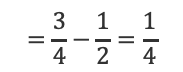 = 3/4 − 1/2 = 1/4